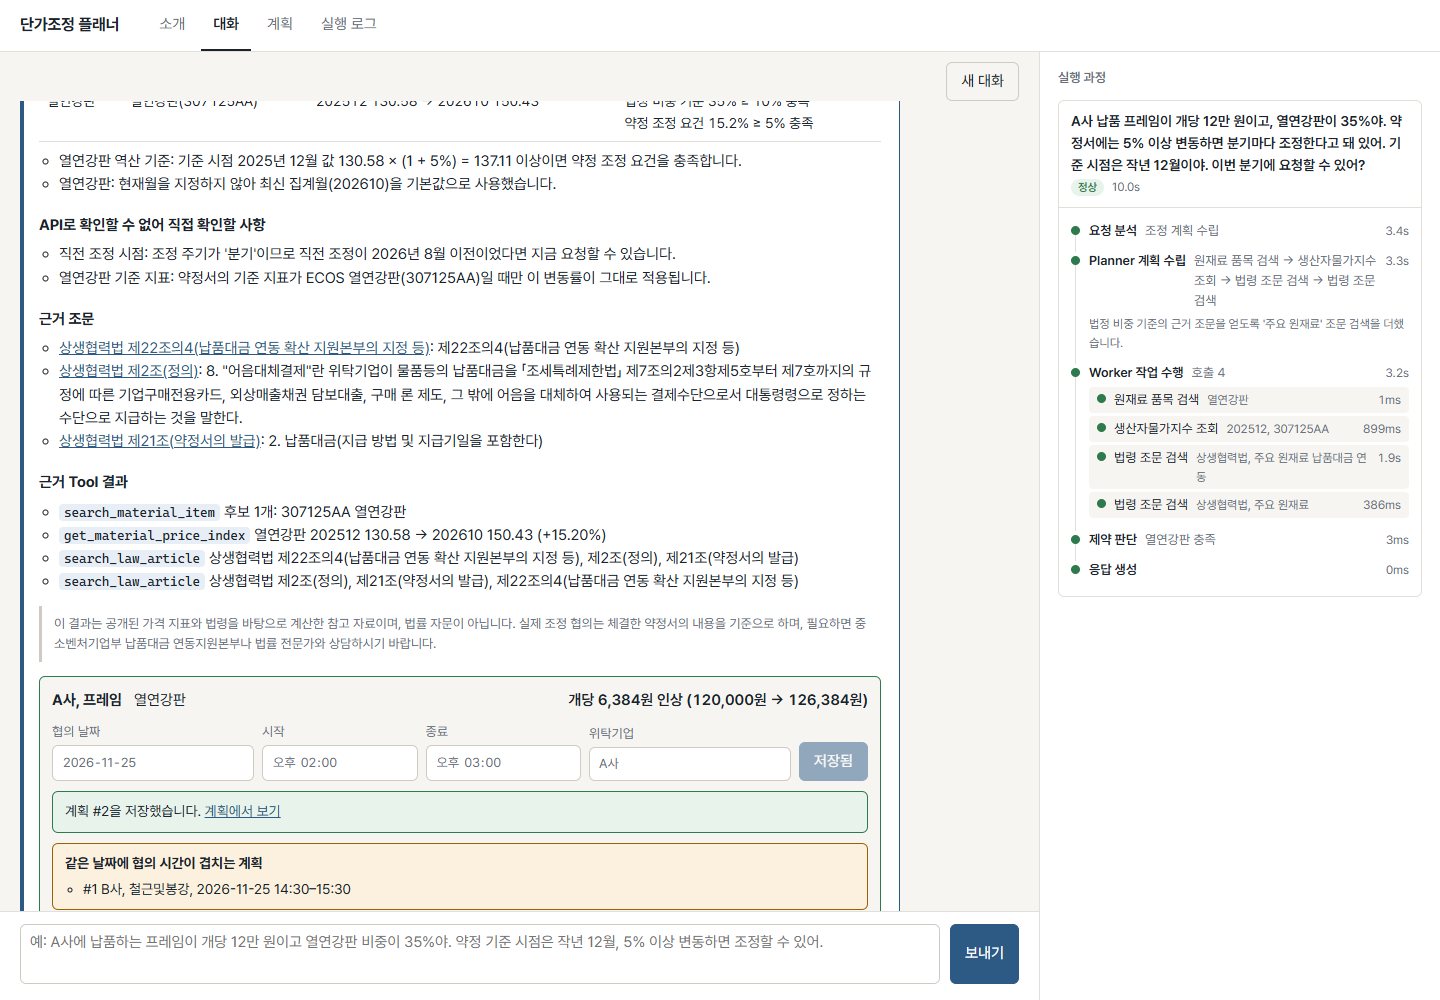 단가조정 플래너
소개
대화
계획
실행 로그
새 대화
열연강판 열연강판(307125AA) 202512 130.58 → 202610 150.43 법정 비중 기준 35% ≥ 10% 충족
약정 조정 요건 15.2% ≥ 5% 충족
열연강판 역산 기준: 기준 시점 2025년 12월 값 130.58 × (1 + 5%) = 137.11 이상이면 약정 조정 요건을 충족합니다.
열연강판: 현재월을 지정하지 않아 최신 집계월(202610)을 기본값으로 사용했습니다.
API로 확인할 수 없어 직접 확인할 사항
직전 조정 시점: 조정 주기가 '분기'이므로 직전 조정이 2026년 8월 이전이었다면 지금 요청할 수 있습니다.
열연강판 기준 지표: 약정서의 기준 지표가 ECOS 열연강판(307125AA)일 때만 이 변동률이 그대로 적용됩니다.
근거 조문
상생협력법 제22조의4(납품대금 연동 확산 지원본부의 지정 등): 제22조의4(납품대금 연동 확산 지원본부의 지정 등)
상생협력법 제2조(정의): 8. "어음대체결제"란 위탁기업이 물품등의 납품대금을 「조세특례제한법」 제7조의2제3항제5호부터 제7호까지의 규
정에 따른 기업구매전용카드, 외상매출채권 담보대출, 구매 론 제도, 그 밖에 어음을 대체하여 사용되는 결제수단으로서 대통령령으로 정하는
수단으로 지급하는 것을 말한다.
상생협력법 제21조(약정서의 발급): 2. 납품대금(지급 방법 및 지급기일을 포함한다)
근거 Tool 결과
search_material_item 후보 1개: 307125AA 열연강판
get_material_price_index 열연강판 202512 130.58 → 202610 150.43 (+15.20%)
search_law_article 상생협력법 제22조의4(납품대금 연동 확산 지원본부의 지정 등), 제2조(정의), 제21조(약정서의 발급)
search_law_article 상생협력법 제2조(정의), 제21조(약정서의 발급), 제22조의4(납품대금 연동 확산 지원본부의 지정 등)
이 결과는 공개된 가격 지표와 법령을 바탕으로 계산한 참고 자료이며, 법률 자문이 아닙니다. 실제 조정 협의는 체결한 약정서의 내용을 기준으로 하며, 필요하면 중
소벤처기업부 납품대금 연동지원본부나 법률 전문가와 상담하시기 바랍니다.
A사, 프레임 열연강판 개당 6,384원 인상 (120,000원 → 126,384원)
협의 날짜 시작 종료 위탁기업
2026-11-25 오후 02:00 오후 03:00 A사 저장됨
계획 #2을 저장했습니다. 계획에서 보기
같은 날짜에 협의 시간이 겹치는 계획
#1 B사, 철근및봉강, 2026-11-25 14:30–15:30
예: A사에 납품하는 프레임이 개당 12만 원이고 열연강판 비중이 35%야. 약정 기준 시점은 작년 12월, 5% 이상 변동하면 조정할 수 있어.
보내기
실행 과정
A사 납품 프레임이 개당 12만 원이고, 열연강판이 35%야. 약
정서에는 5% 이상 변동하면 분기마다 조정한다고 돼 있어. 기
준 시점은 작년 12월이야. 이번 분기에 요청할 수 있어?
정상 10.0s
요청 분석 조정 계획 수립 3.4s
Planner 계획 수립 원재료 품목 검색 → 생산자물가지수 3.3s
조회 → 법령 조문 검색 → 법령 조문
검색
법정 비중 기준의 근거 조문을 얻도록 '주요 원재료' 조문 검색을 더했
습니다.
Worker 작업 수행 호출 4 3.2s
원재료 품목 검색 열연강판 1ms
생산자물가지수 조회 202512, 307125AA 899ms
법령 조문 검색 상생협력법, 주요 원재료 납품대금 연 1.9s
동
법령 조문 검색 상생협력법, 주요 원재료 386ms
제약 판단 열연강판 충족 3ms
응답 생성 0ms